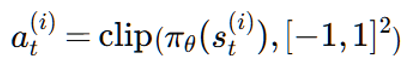 a_t^{(i)} = clip(π_θ(s_t^{(i)}), [−1, 1]^2)